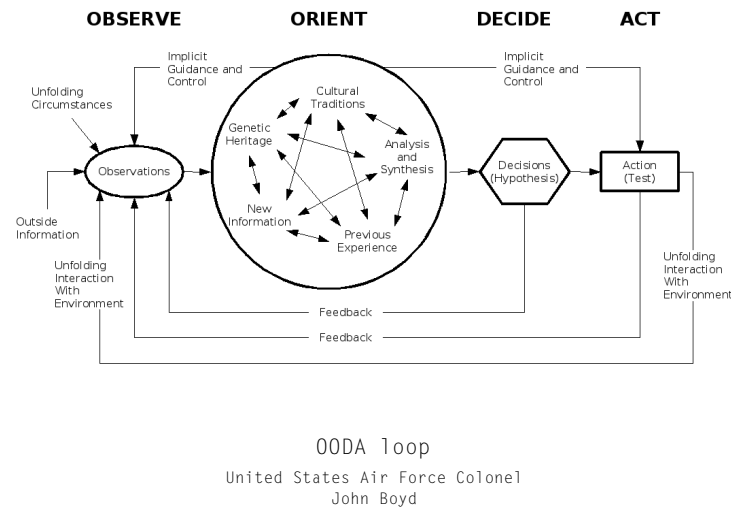 OBSERVE
ORIENT
DECIDE
ACT
Implicit
Guidance and
Control
Implicit
Guidance and
Control
Unfolding
Circumstances
Cultural
Traditions
Genetic
Heritage
Analysis
and
Synthesis
New
Information
Previous
Experience
Observations
Decisions
(Hypothesis)
Action
(Test)
Outside
Information
Unfolding
Interaction
With
Environment
Unfolding
Interaction
With
Environment
Feedback
Feedback
OODA loop
United States Air Force Colonel
John Boyd